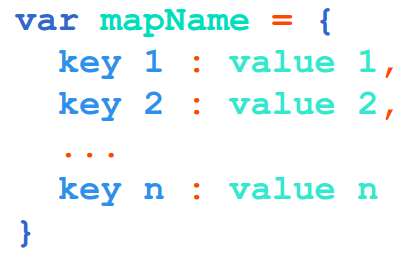 var mapName = {
  key 1 : value 1,
  key 2 : value 2,
  ...
  key n : value n
}